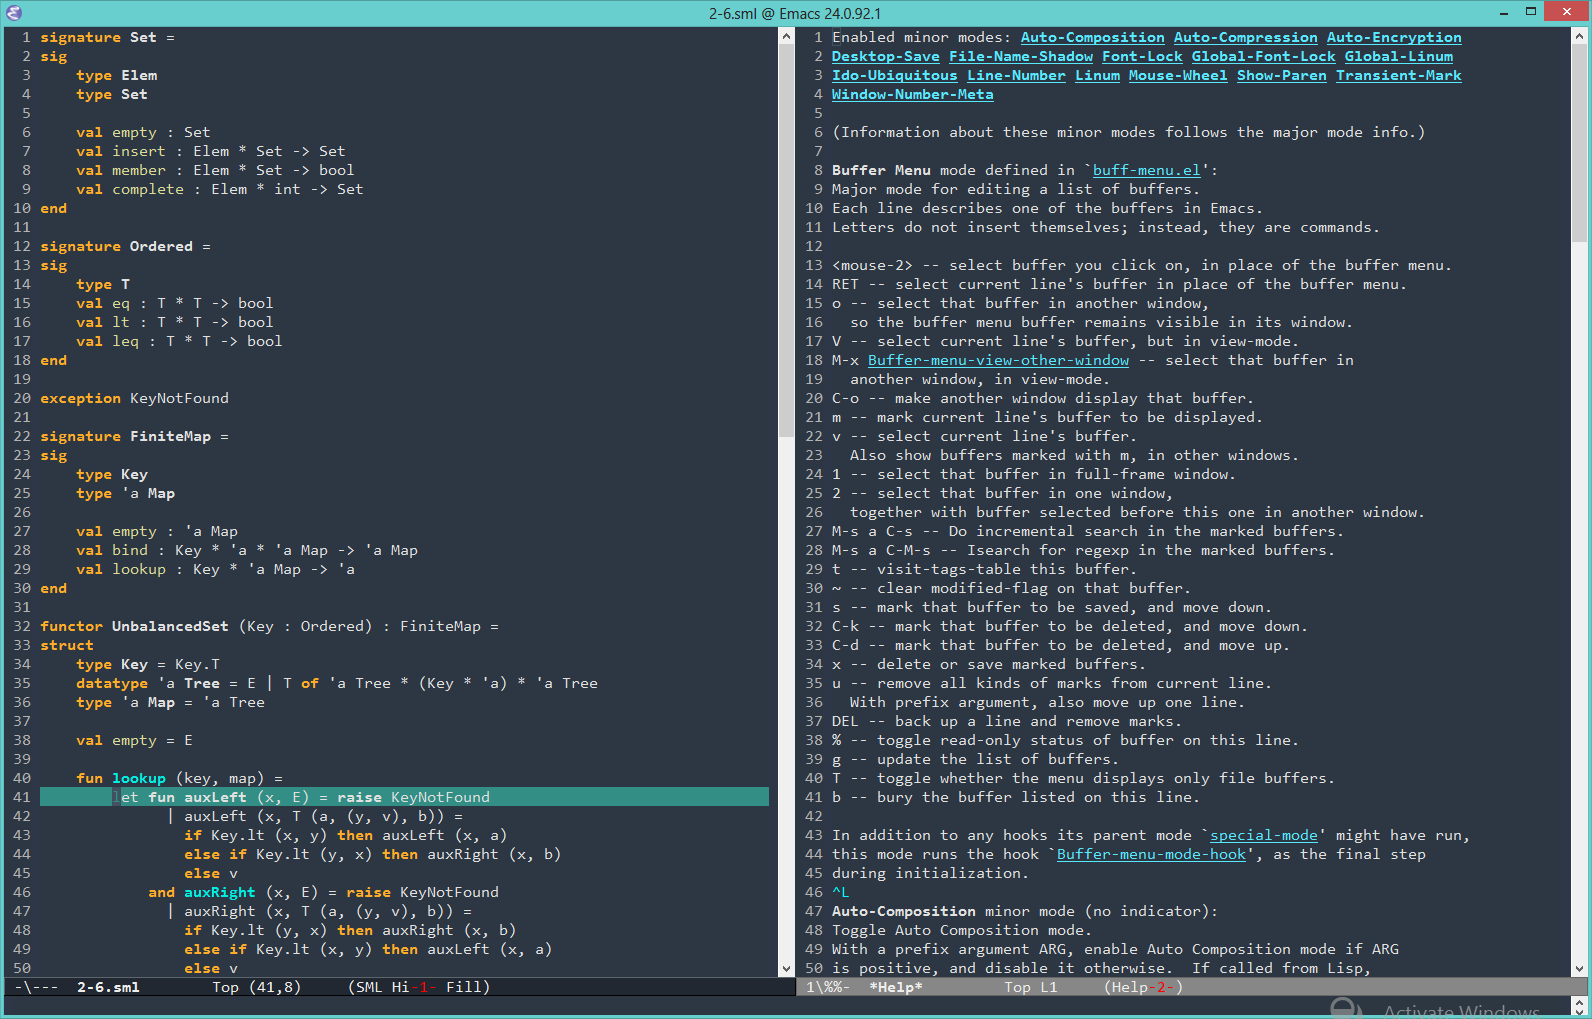 2-6.sml @ Emacs 24.0.92.1
1 signature Set =
2 sig
3     type Elem
4     type Set
5
6     val empty : Set
7     val insert : Elem * Set -> Set
8     val member : Elem * Set -> bool
9     val complete : Elem * int -> Set
10 end
11
12 signature Ordered =
13 sig
14     type T
15     val eq : T * T -> bool
16     val lt : T * T -> bool
17     val leq : T * T -> bool
18 end
19
20 exception KeyNotFound
21
22 signature FiniteMap =
23 sig
24     type Key
25     type 'a Map
26
27     val empty : 'a Map
28     val bind : Key * 'a * 'a Map -> 'a Map
29     val lookup : Key * 'a Map -> 'a
30 end
31
32 functor UnbalancedSet (Key : Ordered) : FiniteMap =
33 struct
34     type Key = Key.T
35     datatype 'a Tree = E | T of 'a Tree * (Key * 'a) * 'a Tree
36     type 'a Map = 'a Tree
37
38     val empty = E
39
40     fun lookup (key, map) =
41         let fun auxLeft (x, E) = raise KeyNotFound
42               | auxLeft (x, T (a, (y, v), b)) =
43                 if Key.lt (x, y) then auxLeft (x, a)
44                 else if Key.lt (y, x) then auxRight (x, b)
45                 else v
46             and auxRight (x, E) = raise KeyNotFound
47               | auxRight (x, T (a, (y, v), b)) =
48                 if Key.lt (y, x) then auxRight (x, b)
49                 else if Key.lt (x, y) then auxLeft (x, a)
50                 else v
-\---  2-6.sml        Top (41,8)     (SML Hi-1- Fill)
1 Enabled minor modes: Auto-Composition Auto-Compression Auto-Encryption
2 Desktop-Save File-Name-Shadow Font-Lock Global-Font-Lock Global-Linum
3 Ido-Ubiquitous Line-Number Linum Mouse-Wheel Show-Paren Transient-Mark
4 Window-Number-Meta
5
6 (Information about these minor modes follows the major mode info.)
7
8 Buffer Menu mode defined in `buff-menu.el':
9 Major mode for editing a list of buffers.
10 Each line describes one of the buffers in Emacs.
11 Letters do not insert themselves; instead, they are commands.
12
13 <mouse-2> -- select buffer you click on, in place of the buffer menu.
14 RET -- select current line's buffer in place of the buffer menu.
15 o -- select that buffer in another window,
16   so the buffer menu buffer remains visible in its window.
17 V -- select current line's buffer, but in view-mode.
18 M-x Buffer-menu-view-other-window -- select that buffer in
19   another window, in view-mode.
20 C-o -- make another window display that buffer.
21 m -- mark current line's buffer to be displayed.
22 v -- select current line's buffer.
23   Also show buffers marked with m, in other windows.
24 1 -- select that buffer in full-frame window.
25 2 -- select that buffer in one window,
26   together with buffer selected before this one in another window.
27 M-s a C-s -- Do incremental search in the marked buffers.
28 M-s a C-M-s -- Isearch for regexp in the marked buffers.
29 t -- visit-tags-table this buffer.
30 ~ -- clear modified-flag on that buffer.
31 s -- mark that buffer to be saved, and move down.
32 C-k -- mark that buffer to be deleted, and move down.
33 C-d -- mark that buffer to be deleted, and move up.
34 x -- delete or save marked buffers.
35 u -- remove all kinds of marks from current line.
36   With prefix argument, also move up one line.
37 DEL -- back up a line and remove marks.
38 % -- toggle read-only status of buffer on this line.
39 g -- update the list of buffers.
40 T -- toggle whether the menu displays only file buffers.
41 b -- bury the buffer listed on this line.
42
43 In addition to any hooks its parent mode `special-mode' might have run,
44 this mode runs the hook `Buffer-menu-mode-hook', as the final step
45 during initialization.
46 ^L
47 Auto-Composition minor mode (no indicator):
48 Toggle Auto Composition mode.
49 With a prefix argument ARG, enable Auto Composition mode if ARG
50 is positive, and disable it otherwise.  If called from Lisp,
1\%%-  *Help*         Top L1     (Help-2-)
Activate Windows